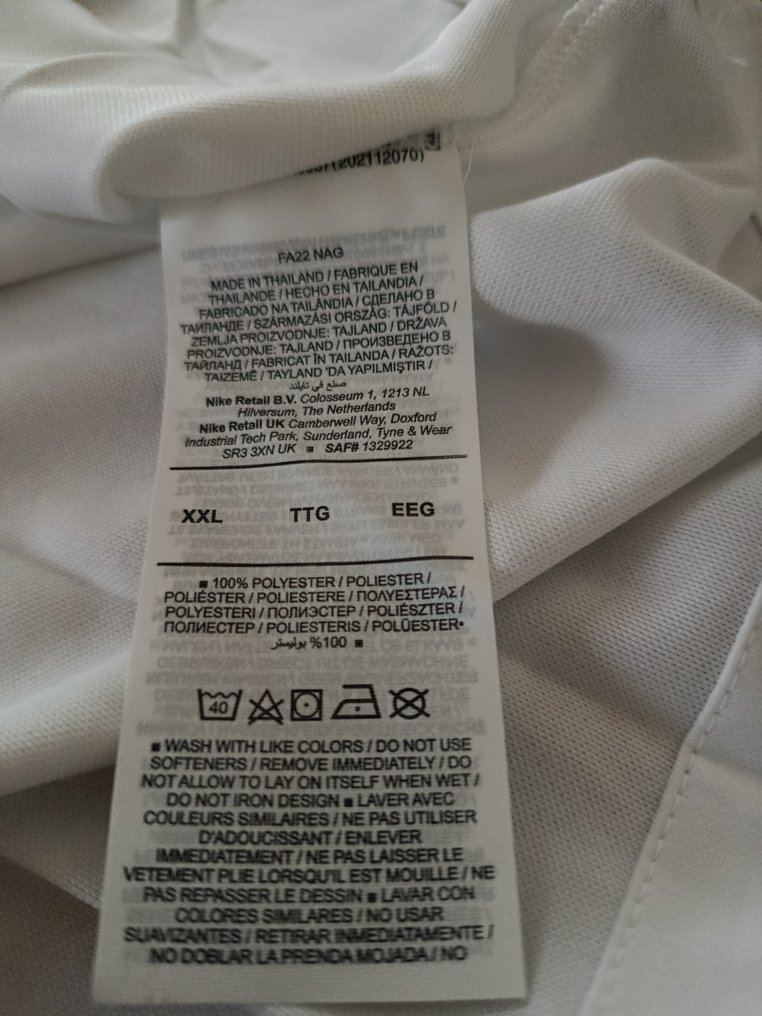 (202112070)
FA22 NAG
MADE IN THAILAND / FABRIQUE EN
THAILANDE / HECHO EN TAILANDIA /
FABRICADO NA TAILÂNDIA / СДЕЛАНО В
ТАИЛАНДЕ / SZÁRMAZÁSI ORSZÁG: TÁJFÖLD /
ZEMLJA PROIZVODNJE: TAJLAND / DRŽAVA
PROIZVODNJE: TAJLAND / ПРОИЗВЕДЕНО В
ТАЙЛАНД / FABRICAT ÎN TAILANDA / RAŽOTS:
TAIZEMĒ / TAYLAND 'DA YAPILMIŞTIR /
صنع في تايلند
Nike Retail B.V. Colosseum 1, 1213 NL
Hilversum, The Netherlands
Nike Retail UK Camberwell Way, Doxford
Industrial Tech Park, Sunderland, Tyne & Wear
SR3 3XN UK ■ SAF# 1329922
XXL TTG EEG
■ 100% POLYESTER / POLIESTER /
POLIÉSTER / POLIESTERE / ΠΟΛΥΕΣΤΕΡΑΣ /
POLYESTERI / ПОЛИЭСТЕР / POLIÉSZTER /
ПОЛИЕСТЕР / POLIESTERIS / POLÜESTER•
100% بوليستر ■
40
■ WASH WITH LIKE COLORS / DO NOT USE
SOFTENERS / REMOVE IMMEDIATELY / DO
NOT ALLOW TO LAY ON ITSELF WHEN WET /
DO NOT IRON DESIGN ■ LAVER AVEC
COULEURS SIMILAIRES / NE PAS UTILISER
D'ADOUCISSANT / ENLEVER
IMMEDIATEMENT / NE PAS LAISSER LE
VETEMENT PLIE LORSQU'IL EST MOUILLE / NE
PAS REPASSER LE DESSIN ■ LAVAR CON
COLORES SIMILARES / NO USAR
SUAVIZANTES / RETIRAR INMEDIATAMENTE /
NO DOBLAR LA PRENDA MOJADA / NO